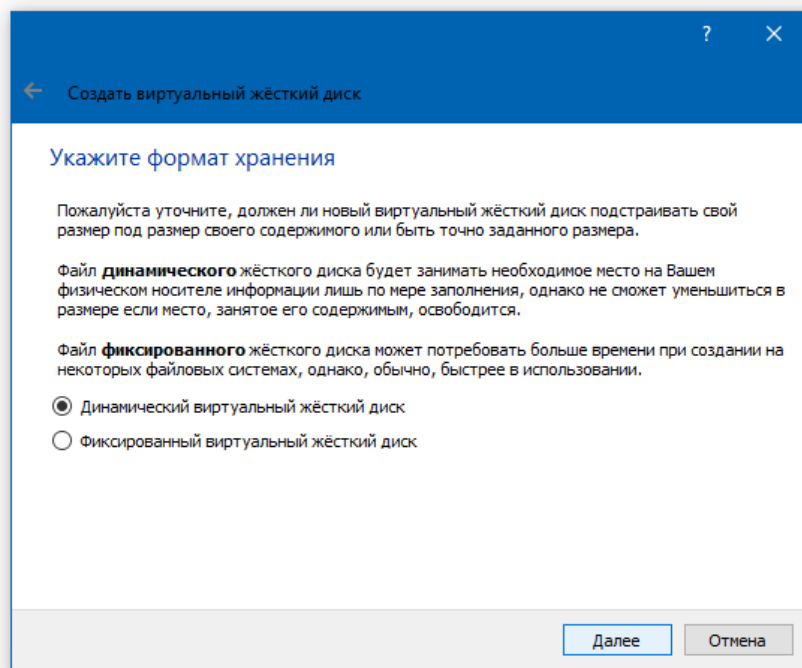 ?
Создать виртуальный жёсткий диск
Укажите формат хранения
Пожалуйста уточните, должен ли новый виртуальный жёсткий диск подстраивать свой
размер под размер своего содержимого или быть точно заданного размера.
Файл динамического жёсткого диска будет занимать необходимое место на Вашем
физическом носителе информации лишь по мере заполнения, однако не сможет уменьшиться в
размере если место, занятое его содержимым, освободится.
Файл фиксированного жёсткого диска может потребовать больше времени при создании на
некоторых файловых системах, однако, обычно, быстрее в использовании.
Динамический виртуальный жёсткий диск
Фиксированный виртуальный жёсткий диск
Далее Отмена